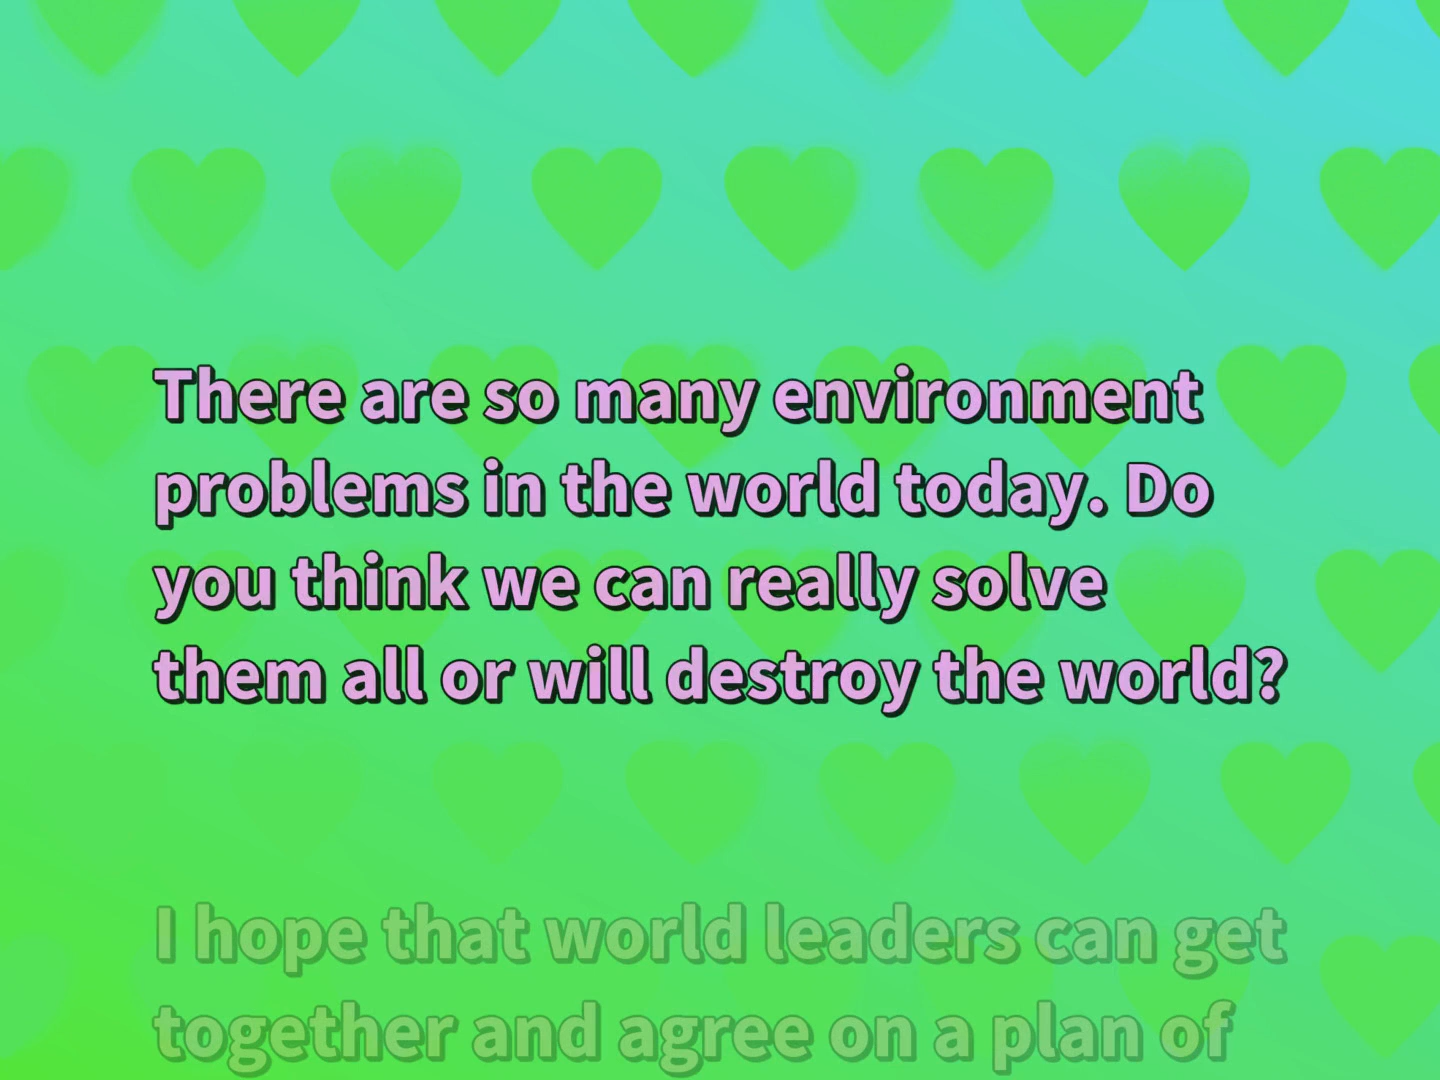 There are so many environment
problems in the world today. Do
you think we can really solve
them all or will destroy the world?
I hope that world leaders can get
together and agree on a plan of